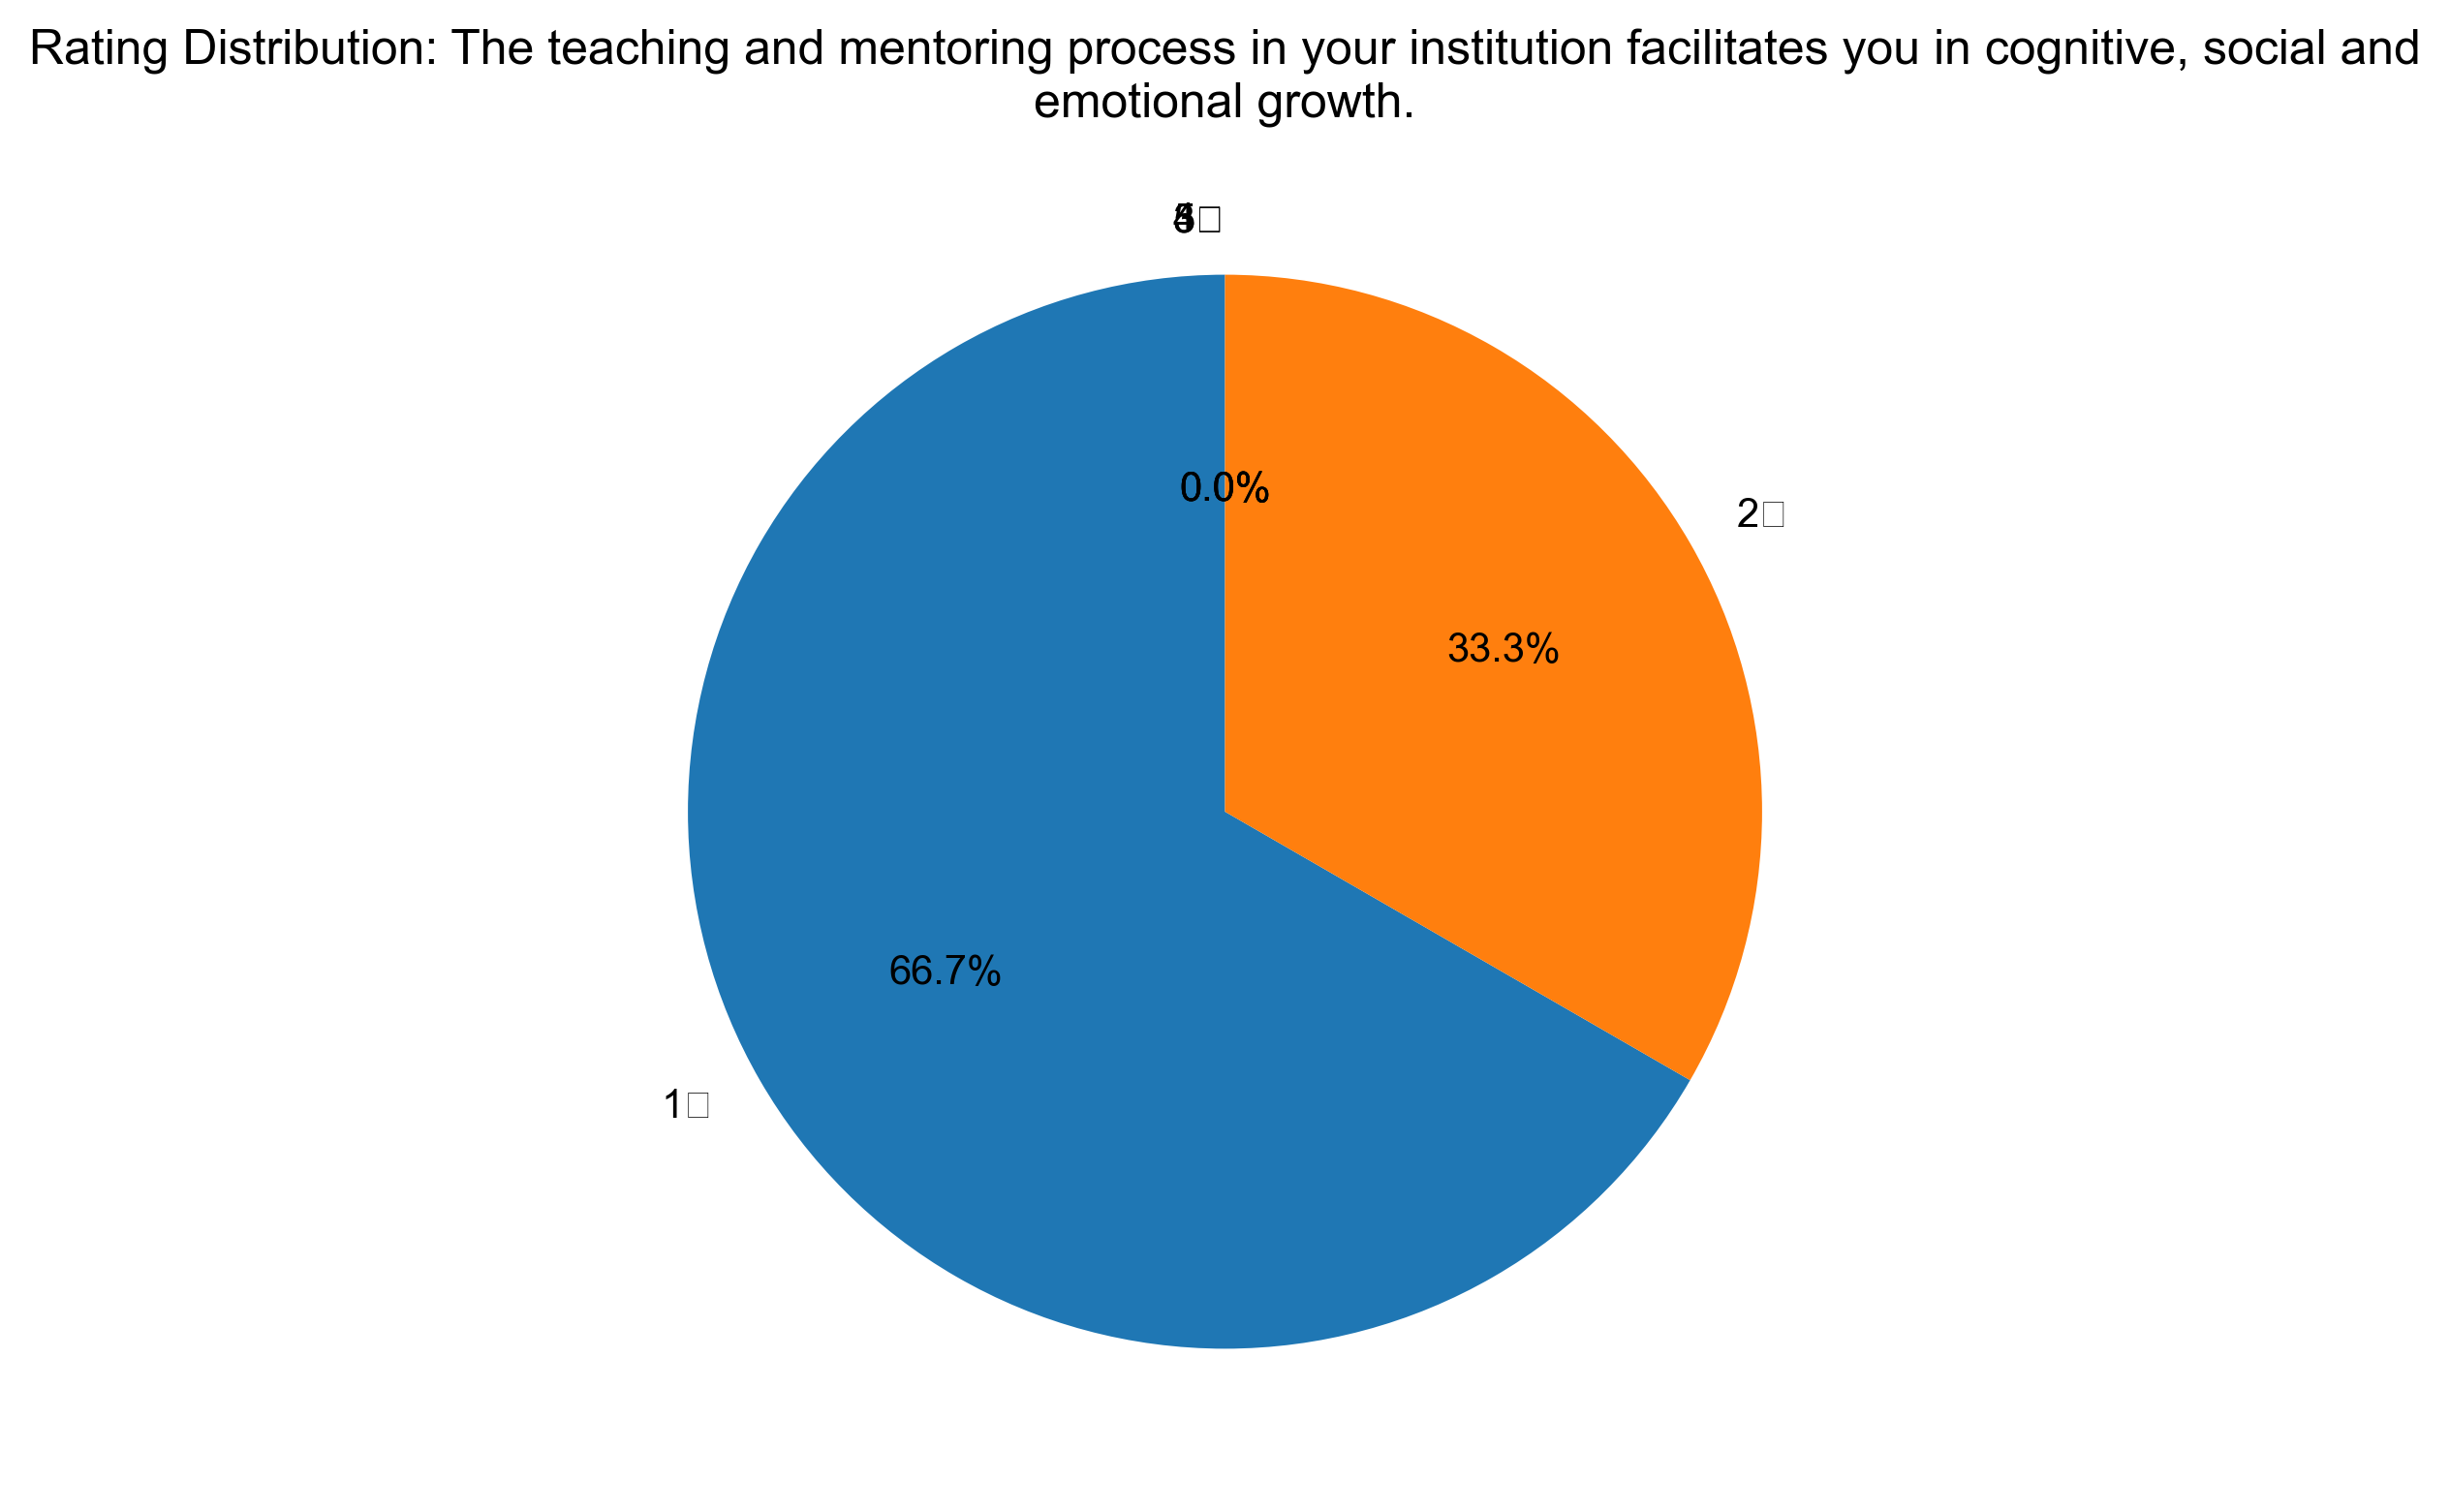 Rating Distribution: The teaching and mentoring process in your institution facilitates you in cognitive, social and
emotional growth.
0.0%
2
33.3%
66.7%
1